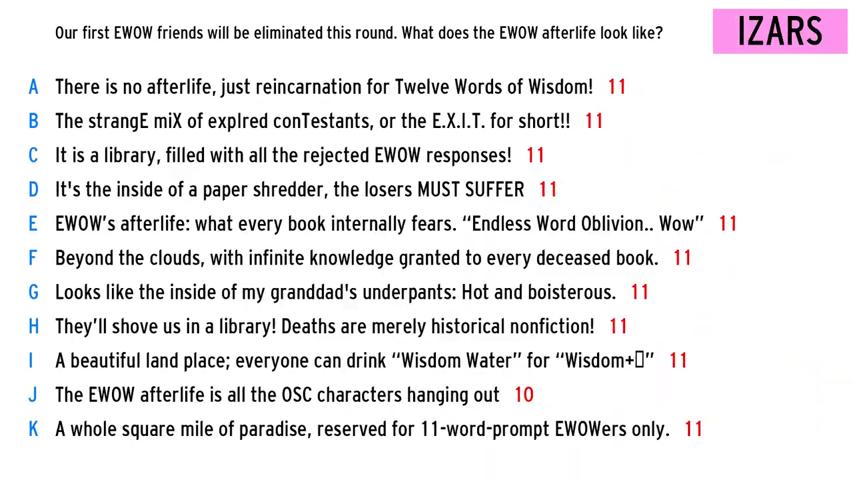 Our first EWOW friends will be eliminated this round. What does the EWOW afterlife look like?
IZARS
A There is no afterlife, just reincarnation for Twelve Words of Wisdom! 11
B The strangE miX of expIred conTestants, or the E.X.I.T. for short!! 11
C It is a library, filled with all the rejected EWOW responses! 11
D It's the inside of a paper shredder, the losers MUST SUFFER 11
E EWOW’s afterlife: what every book internally fears. “Endless Word Oblivion.. Wow” 11
F Beyond the clouds, with infinite knowledge granted to every deceased book. 11
G Looks like the inside of my granddad's underpants: Hot and boisterous. 11
H They’ll shove us in a library! Deaths are merely historical nonfiction! 11
I A beautiful land place; everyone can drink “Wisdom Water” for “Wisdom+▯” 11
J The EWOW afterlife is all the OSC characters hanging out 10
K A whole square mile of paradise, reserved for 11-word-prompt EWOWers only. 11